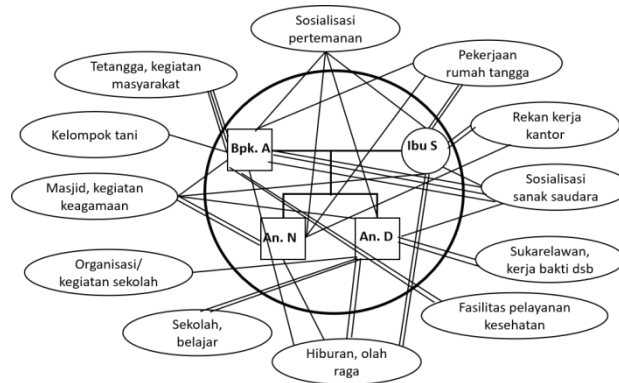 Sosialisasi
pertemanan
Tetangga, kegiatan
masyarakat
Pekerjaan
rumah tangga
Kelompok tani
Bpk. A
Ibu S
Rekan kerja
kantor
Masjid, kegiatan
keagamaan
Sosialisasi
sanak saudara
An. N
An. D
Organisasi/
kegiatan sekolah
Sukarelawan,
kerja bakti dsb
Sekolah,
belajar
Hiburan, olah
raga
Fasilitas pelayanan
kesehatan